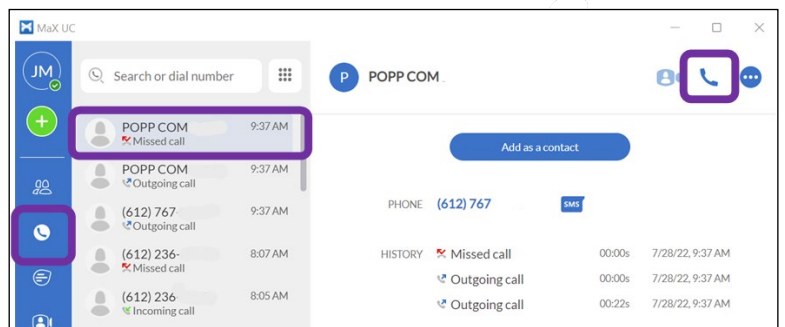 MaX UC
JM
Search or dial number
POPP COM
9:37 AM
Missed call
POPP COM
9:37 AM
Outgoing call
(612) 767-
9:37 AM
Outgoing call
(612) 236-
8:07 AM
Missed call
(612) 236
8:05 AM
Incoming call
P
POPP COM
Add as a contact
PHONE (612) 767 SMS
HISTORY Missed call 00:00s 7/28/22, 9:37 AM
Outgoing call 00:00s 7/28/22, 9:37 AM
Outgoing call 00:22s 7/28/22, 9:37 AM